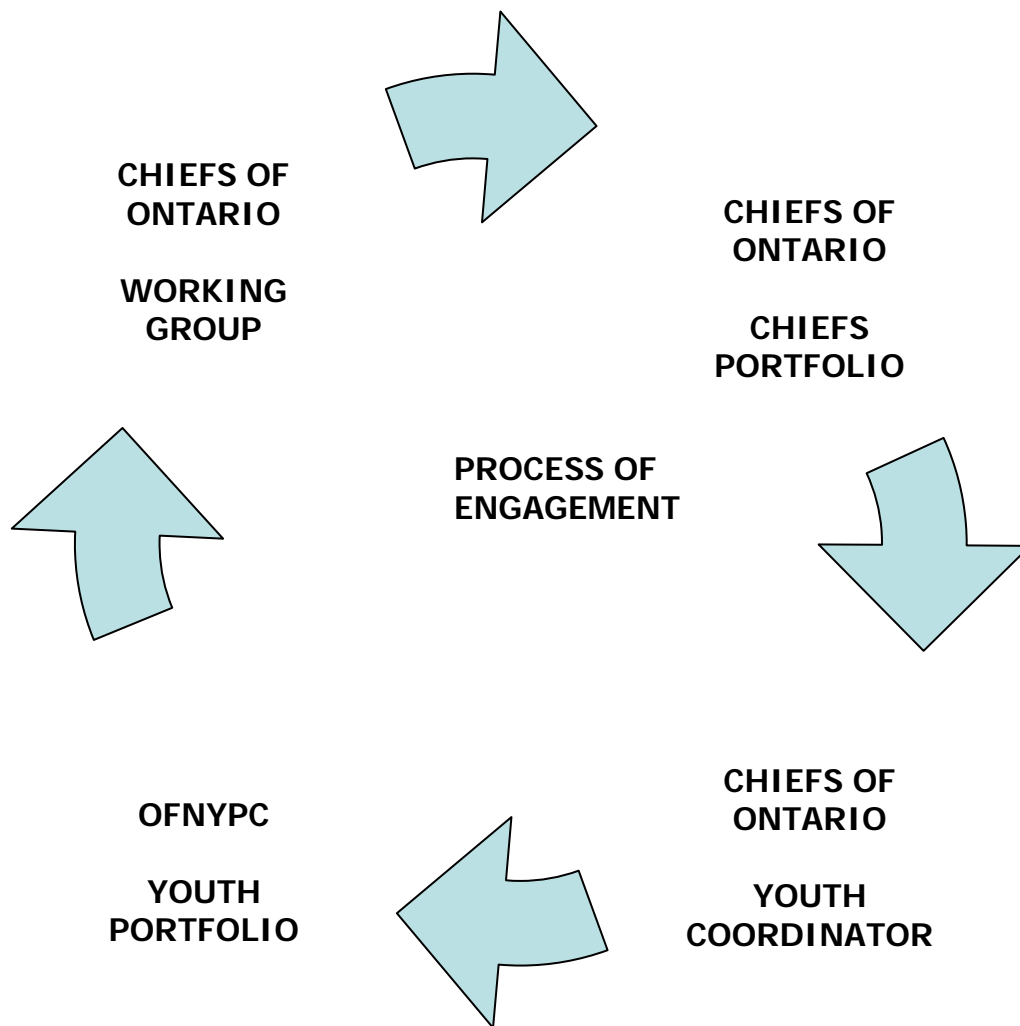 CHIEFS OF
ONTARIO
WORKING
GROUP
CHIEFS OF
ONTARIO
CHIEFS
PORTFOLIO
PROCESS OF
ENGAGEMENT
CHIEFS OF
ONTARIO
YOUTH
COORDINATOR
OFNYPC
YOUTH
PORTFOLIO